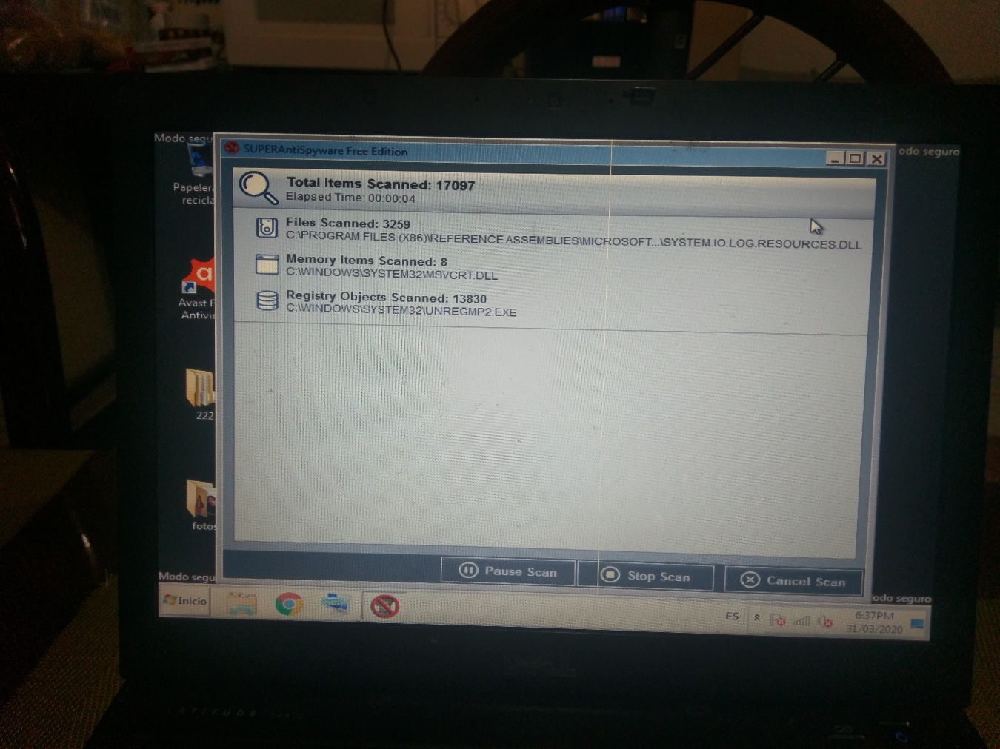 Modo segu
odo seguro
SUPERAntiSpyware Free Edition
Total Items Scanned: 17097
Elapsed Time: 00:00:04
Files Scanned: 3259
C:\PROGRAM FILES (X86)\REFERENCE ASSEMBLIES\MICROSOFT...\SYSTEM.IO.LOG.RESOURCES.DLL
Memory Items Scanned: 8
C:\WINDOWS\SYSTEM32\MSVCRT.DLL
Registry Objects Scanned: 13830
C:\WINDOWS\SYSTEM32\UNREGMP2.EXE
Papelera
recicla
Avast F
Antivir
222
fotos
Pause Scan
Stop Scan
Cancel Scan
Modo segu
odo seguro
Inicio
ES
6:37PM
31/03/2020
LATITUDE